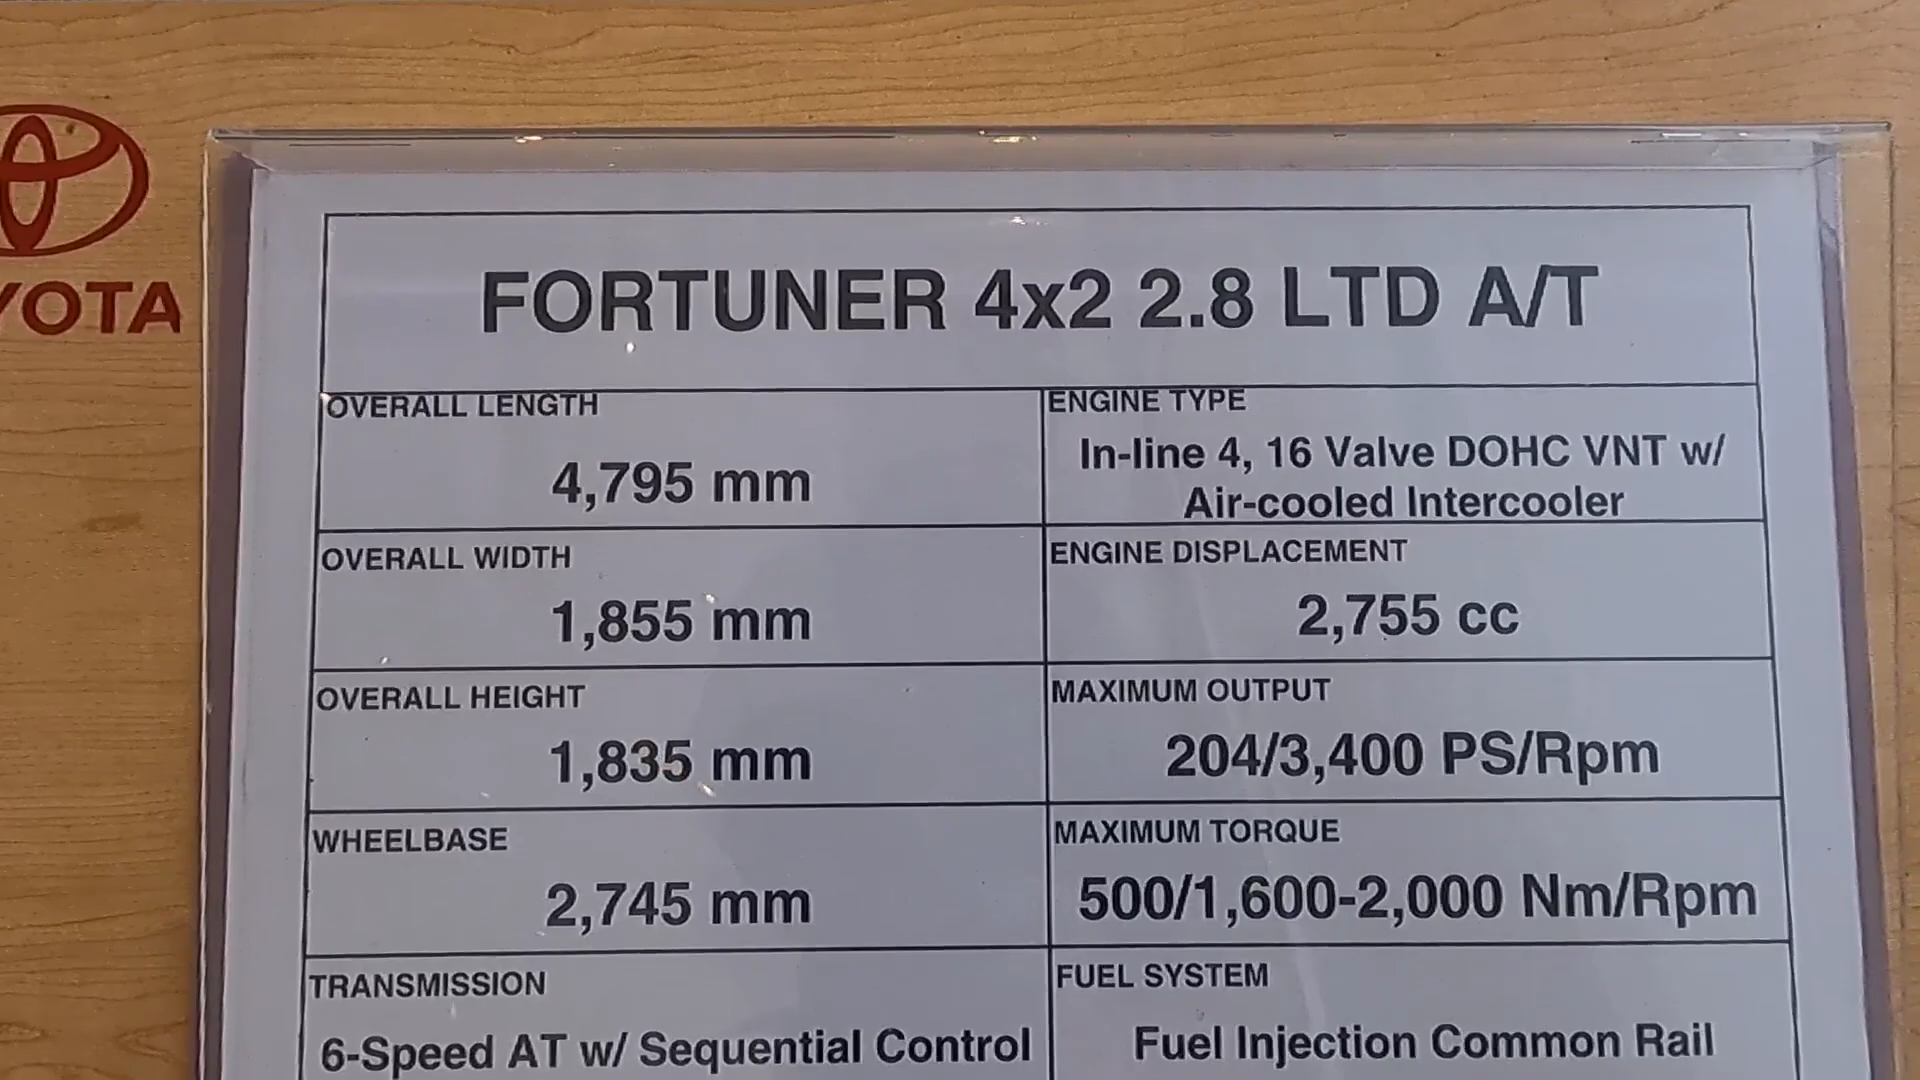 YOTA
FORTUNER 4x2 2.8 LTD A/T
OVERALL LENGTH
4,795 mm
ENGINE TYPE
In-line 4, 16 Valve DOHC VNT w/
Air-cooled Intercooler
OVERALL WIDTH
1,855 mm
ENGINE DISPLACEMENT
2,755 cc
OVERALL HEIGHT
1,835 mm
MAXIMUM OUTPUT
204/3,400 PS/Rpm
WHEELBASE
2,745 mm
MAXIMUM TORQUE
500/1,600-2,000 Nm/Rpm
TRANSMISSION
6-Speed AT w/ Sequential Control
FUEL SYSTEM
Fuel Injection Common Rail